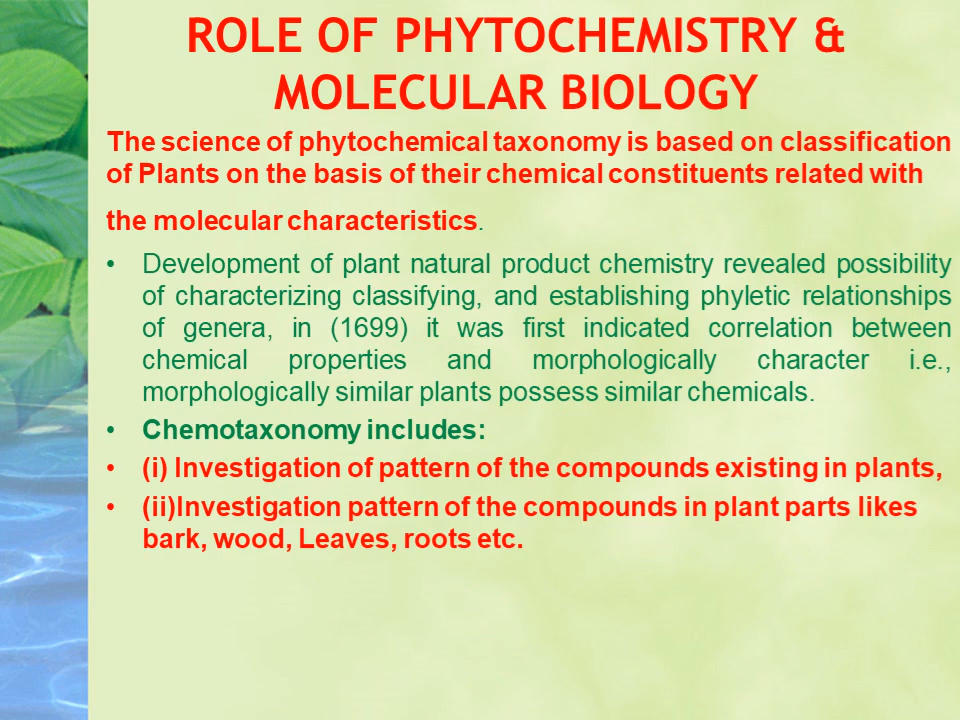 ROLE OF PHYTOCHEMISTRY &
MOLECULAR BIOLOGY
The science of phytochemical taxonomy is based on classification
of Plants on the basis of their chemical constituents related with
the molecular characteristics.
• Development of plant natural product chemistry revealed possibility
of characterizing classifying, and establishing phyletic relationships
of genera, in (1699) it was first indicated correlation between
chemical properties and morphologically character i.e.,
morphologically similar plants possess similar chemicals.
• Chemotaxonomy includes:
• (i) Investigation of pattern of the compounds existing in plants,
• (ii)Investigation pattern of the compounds in plant parts likes
bark, wood, Leaves, roots etc.